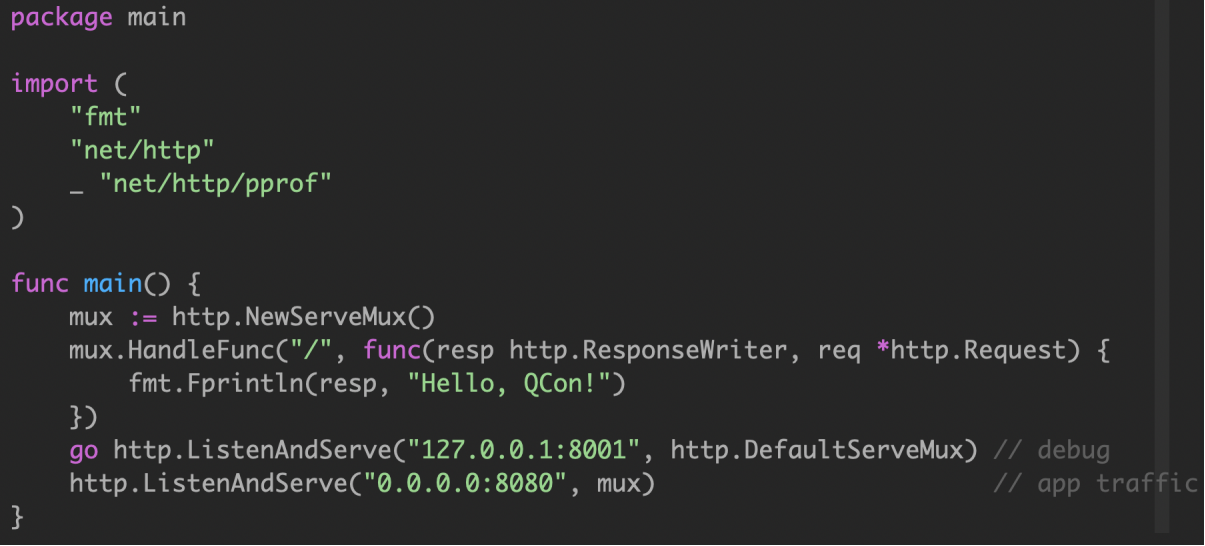 package main

import (
    "fmt"
    "net/http"
    _ "net/http/pprof"
)

func main() {
    mux := http.NewServeMux()
    mux.HandleFunc("/", func(resp http.ResponseWriter, req *http.Request) {
        fmt.Fprintln(resp, "Hello, QCon!")
    })
    go http.ListenAndServe("127.0.0.1:8001", http.DefaultServeMux) // debug
    http.ListenAndServe("0.0.0.0:8080", mux)                       // app traffic
}